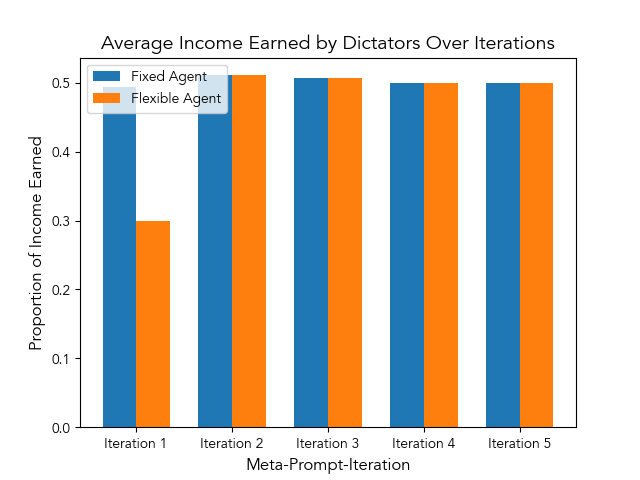 Average Income Earned by Dictators Over Iterations
Fixed Agent
Flexible Agent
Proportion of Income Earned
0.5
0.4
0.3
0.2
0.1
0.0
Iteration 1 Iteration 2 Iteration 3 Iteration 4 Iteration 5
Meta-Prompt-Iteration